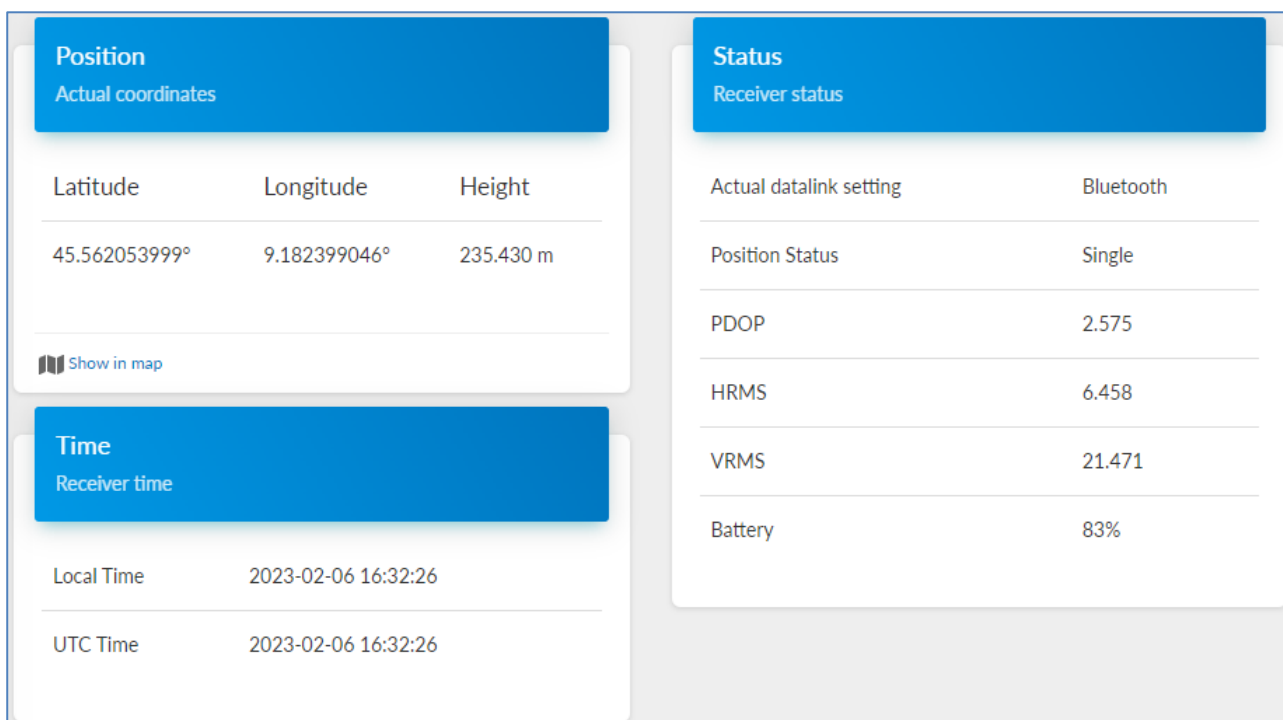 Position
Actual coordinates
Latitude Longitude Height
45.562053999° 9.182399046° 235.430 m
Show in map
Time
Receiver time
Local Time 2023-02-06 16:32:26
UTC Time 2023-02-06 16:32:26
Status
Receiver status
Actual datalink setting Bluetooth
Position Status Single
PDOP 2.575
HRMS 6.458
VRMS 21.471
Battery 83%